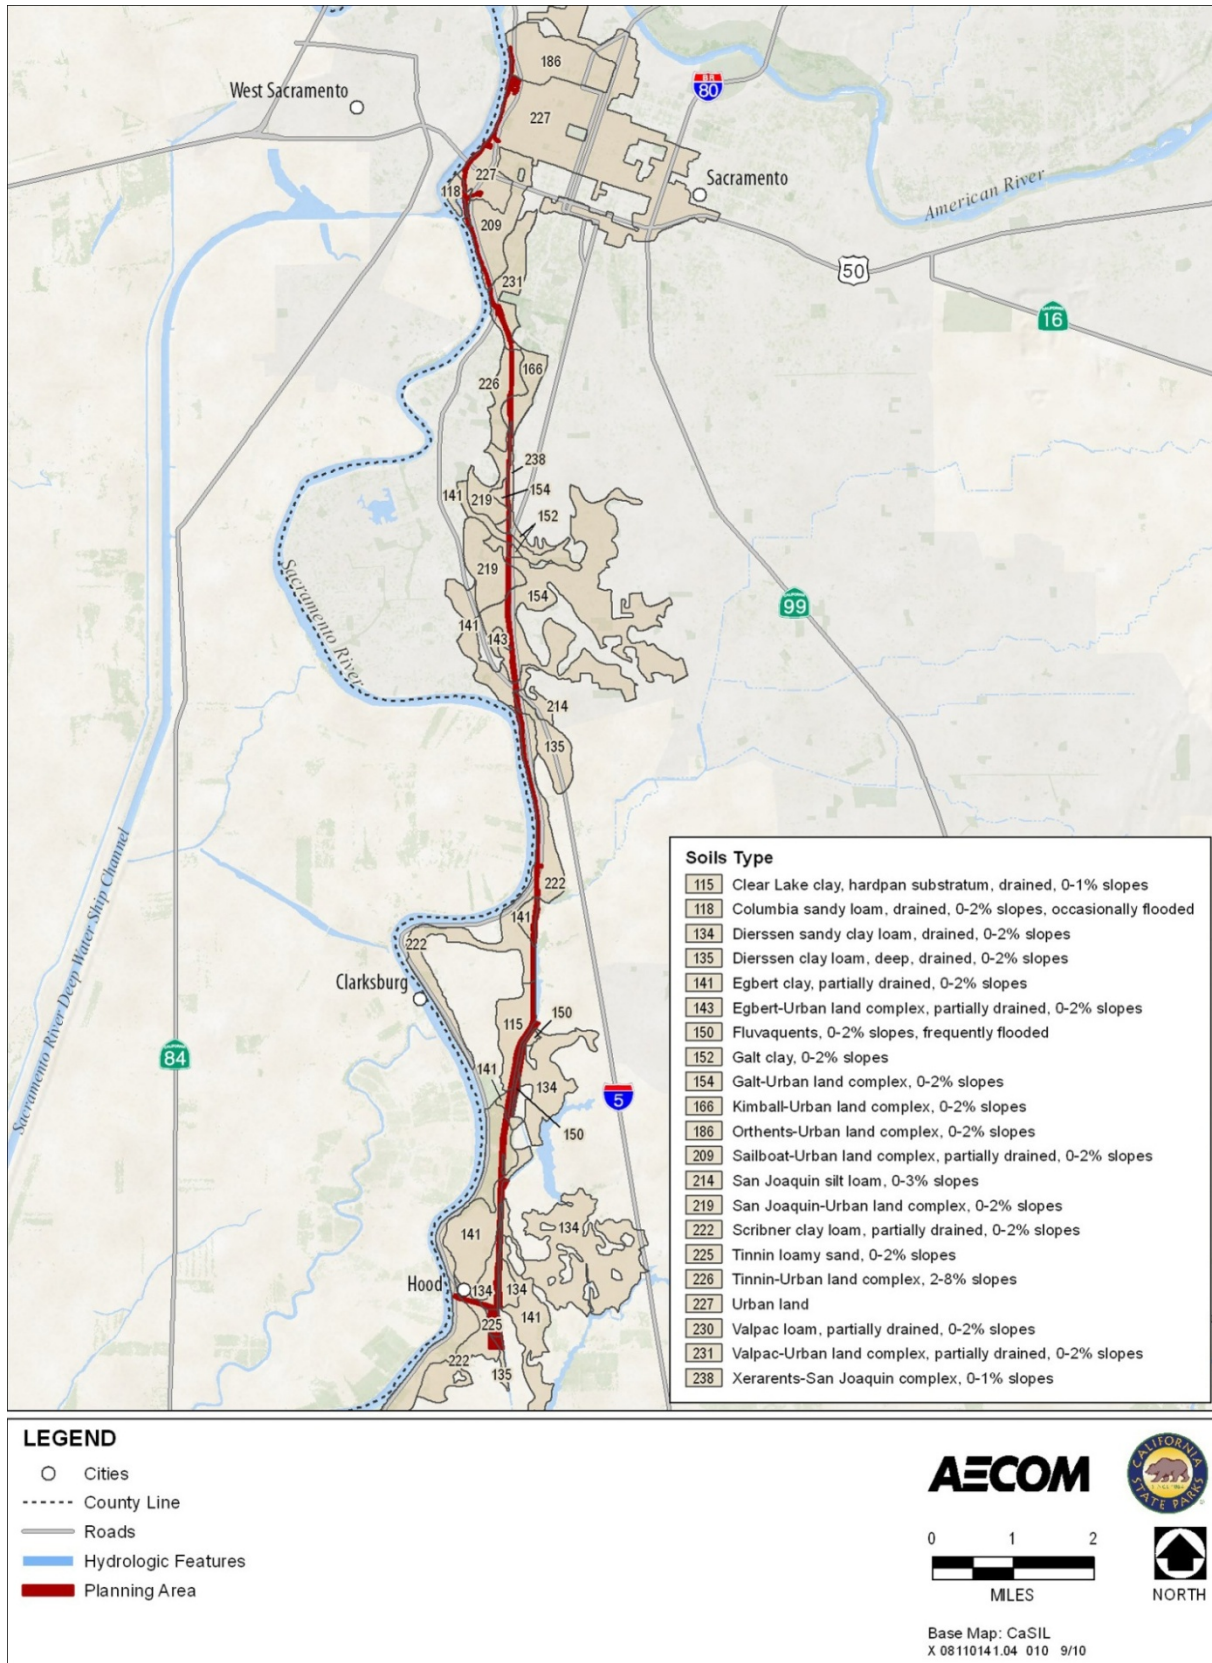 186
West Sacramento
BR
80
227
227
Sacramento
118
American River
209
50
231
CALIFORNIA
16
166
226
238
141
219
154
152
219
Sacramento River
154
CALIFORNIA
99
141
143
214
135
Sacramento River Deep Water Ship Channel
222
141
222
Clarksburg
115
150
CALIFORNIA
84
141
134
5
150
134
141
Hood
134
134
141
225
222
135
Soils Type
115 Clear Lake clay, hardpan substratum, drained, 0-1% slopes
118 Columbia sandy loam, drained, 0-2% slopes, occasionally flooded
134 Dierssen sandy clay loam, drained, 0-2% slopes
135 Dierssen clay loam, deep, drained, 0-2% slopes
141 Egbert clay, partially drained, 0-2% slopes
143 Egbert-Urban land complex, partially drained, 0-2% slopes
150 Fluvaquents, 0-2% slopes, frequently flooded
152 Galt clay, 0-2% slopes
154 Galt-Urban land complex, 0-2% slopes
166 Kimball-Urban land complex, 0-2% slopes
186 Orthents-Urban land complex, 0-2% slopes
209 Sailboat-Urban land complex, partially drained, 0-2% slopes
214 San Joaquin silt loam, 0-3% slopes
219 San Joaquin-Urban land complex, 0-2% slopes
222 Scribner clay loam, partially drained, 0-2% slopes
225 Tinnin loamy sand, 0-2% slopes
226 Tinnin-Urban land complex, 2-8% slopes
227 Urban land
230 Valpac loam, partially drained, 0-2% slopes
231 Valpac-Urban land complex, partially drained, 0-2% slopes
238 Xerarents-San Joaquin complex, 0-1% slopes
LEGEND
Cities
County Line
Roads
Hydrologic Features
Planning Area
AECOM
CALIFORNIA
STATE PARKS
0 1 2
MILES
NORTH
Base Map: CaSIL
X 08110141.04 010 9/10